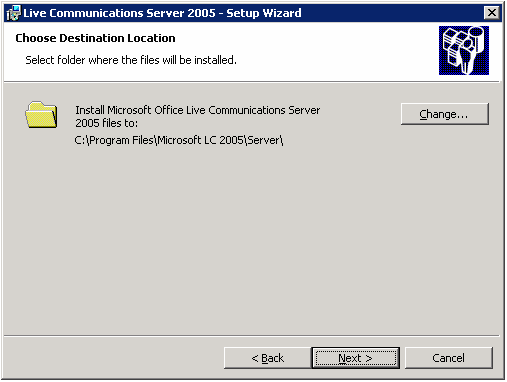 Live Communications Server 2005 - Setup Wizard
Choose Destination Location
Select folder where the files will be installed.
Install Microsoft Office Live Communications Server
2005 files to:
Change...
C:\Program Files\Microsoft LC 2005\Server\
< Back
Next >
Cancel